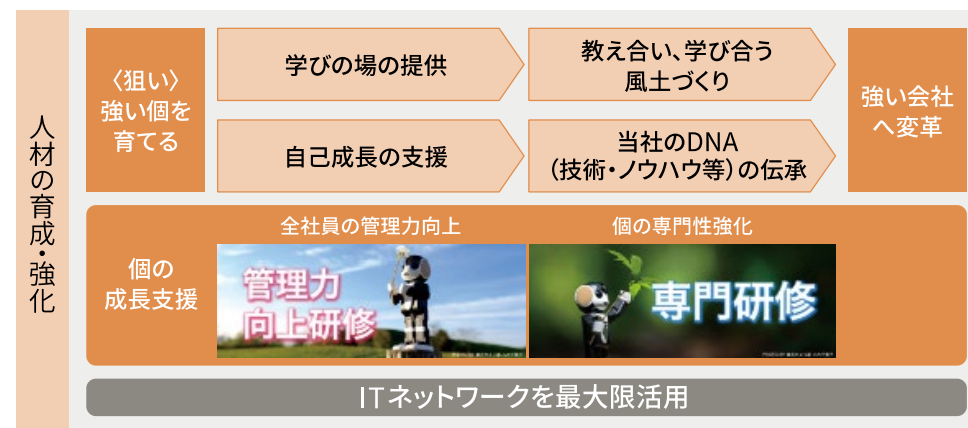 人材の育成・強化
〈狙い〉
強い個を
育てる
学びの場の提供
教え合い、学び合う
風土づくり
自己成長の支援
当社のDNA
（技術・ノウハウ等）の伝承
強い会社
へ変革
個の
成長支援
全社員の管理力向上
管理力
向上研修
個の専門性強化
専門研修
ITネットワークを最大限活用